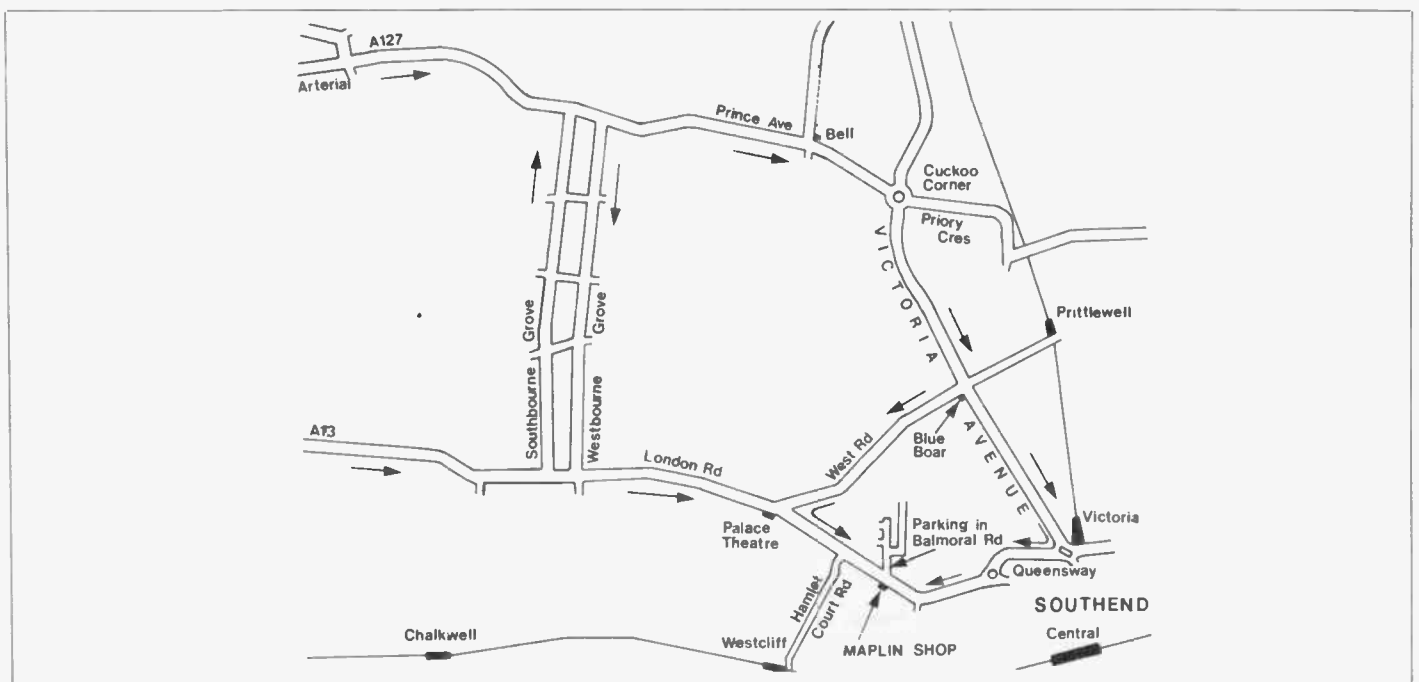 A127
Arterial
Prince Ave
Bell
Cuckoo
Corner
Priory
Cres
VICTORIA
AVENUE
Prittlewell
Southbourne Grove
Westbourne Grove
A13
London Rd
West Rd
Blue
Boar
Palace
Theatre
Parking in
Balmoral Rd
Victoria
Queensway
SOUTHEND
Central
Hamlet
Court Rd
MAPLIN SHOP
Chalkwell
Westcliff